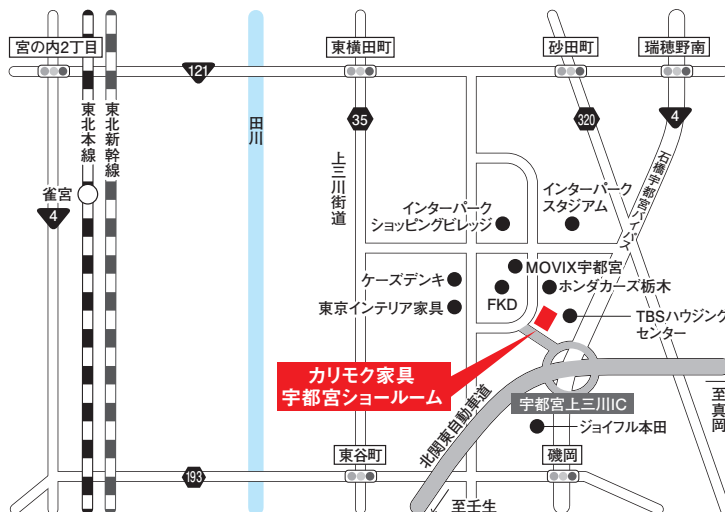 宮の内2丁目
東横田町
砂田町
瑞穂野南
121
東北本線
東北新幹線
田川
35
320
4
上三川街道
石橋宇都宮バイパス
雀宮
4
インターパーク
ショッピングビレッジ
インターパーク
スタジアム
MOVIX宇都宮
ケーズデンキ
ホンダカーズ栃木
FKD
東京インテリア家具
TBSハウジング
センター
カリモク家具
宇都宮ショールーム
北関東自動車道
宇都宮上三川IC
至真岡
ジョイフル本田
東谷町
磯岡
193
至壬生